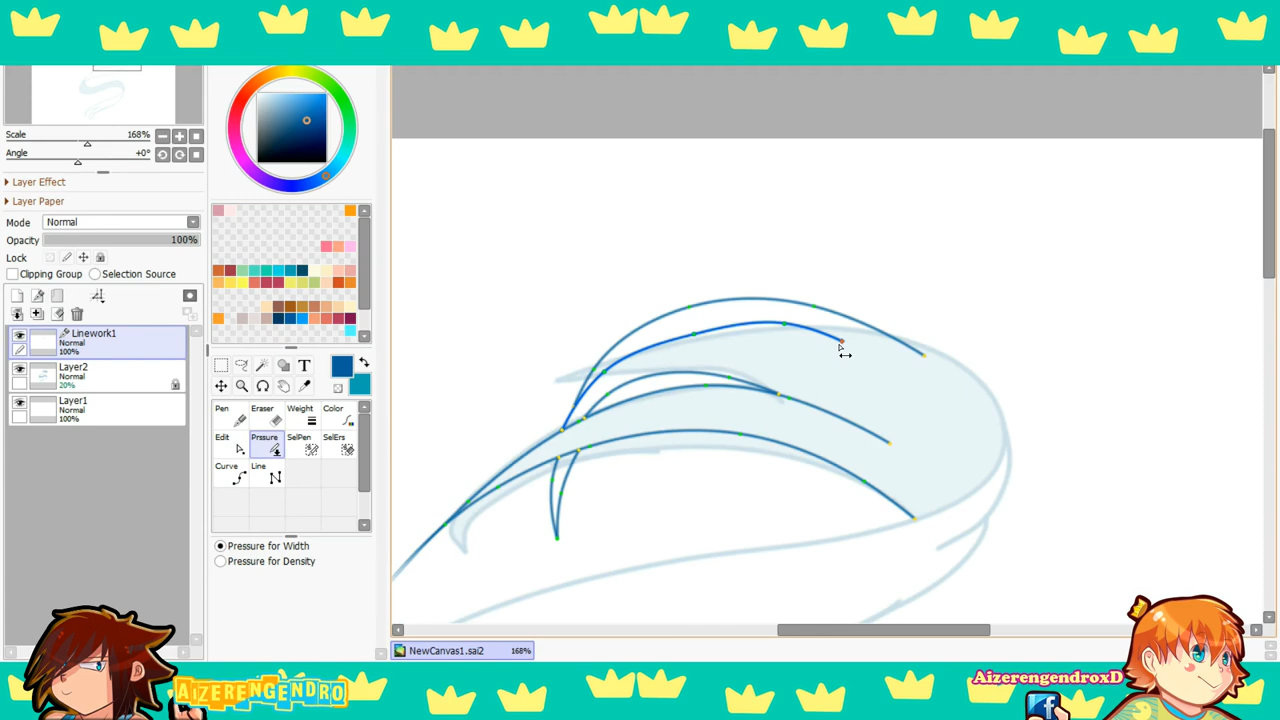 Scale 168%
Angle +0°
Layer Effect
Layer Paper
Mode Normal
Opacity 100%
Lock
Clipping Group Selection Source
Linework1
Normal
100%
Layer2
Normal
20%
Layer1
Normal
100%
T
Pen Eraser Weight Color
Edit Prssure SelPen SelErs
Curve Line
Pressure for Width
Pressure for Density
NewCanvas1.sai2 168%
AIZERENGENDRO
AizerengendroxD
f